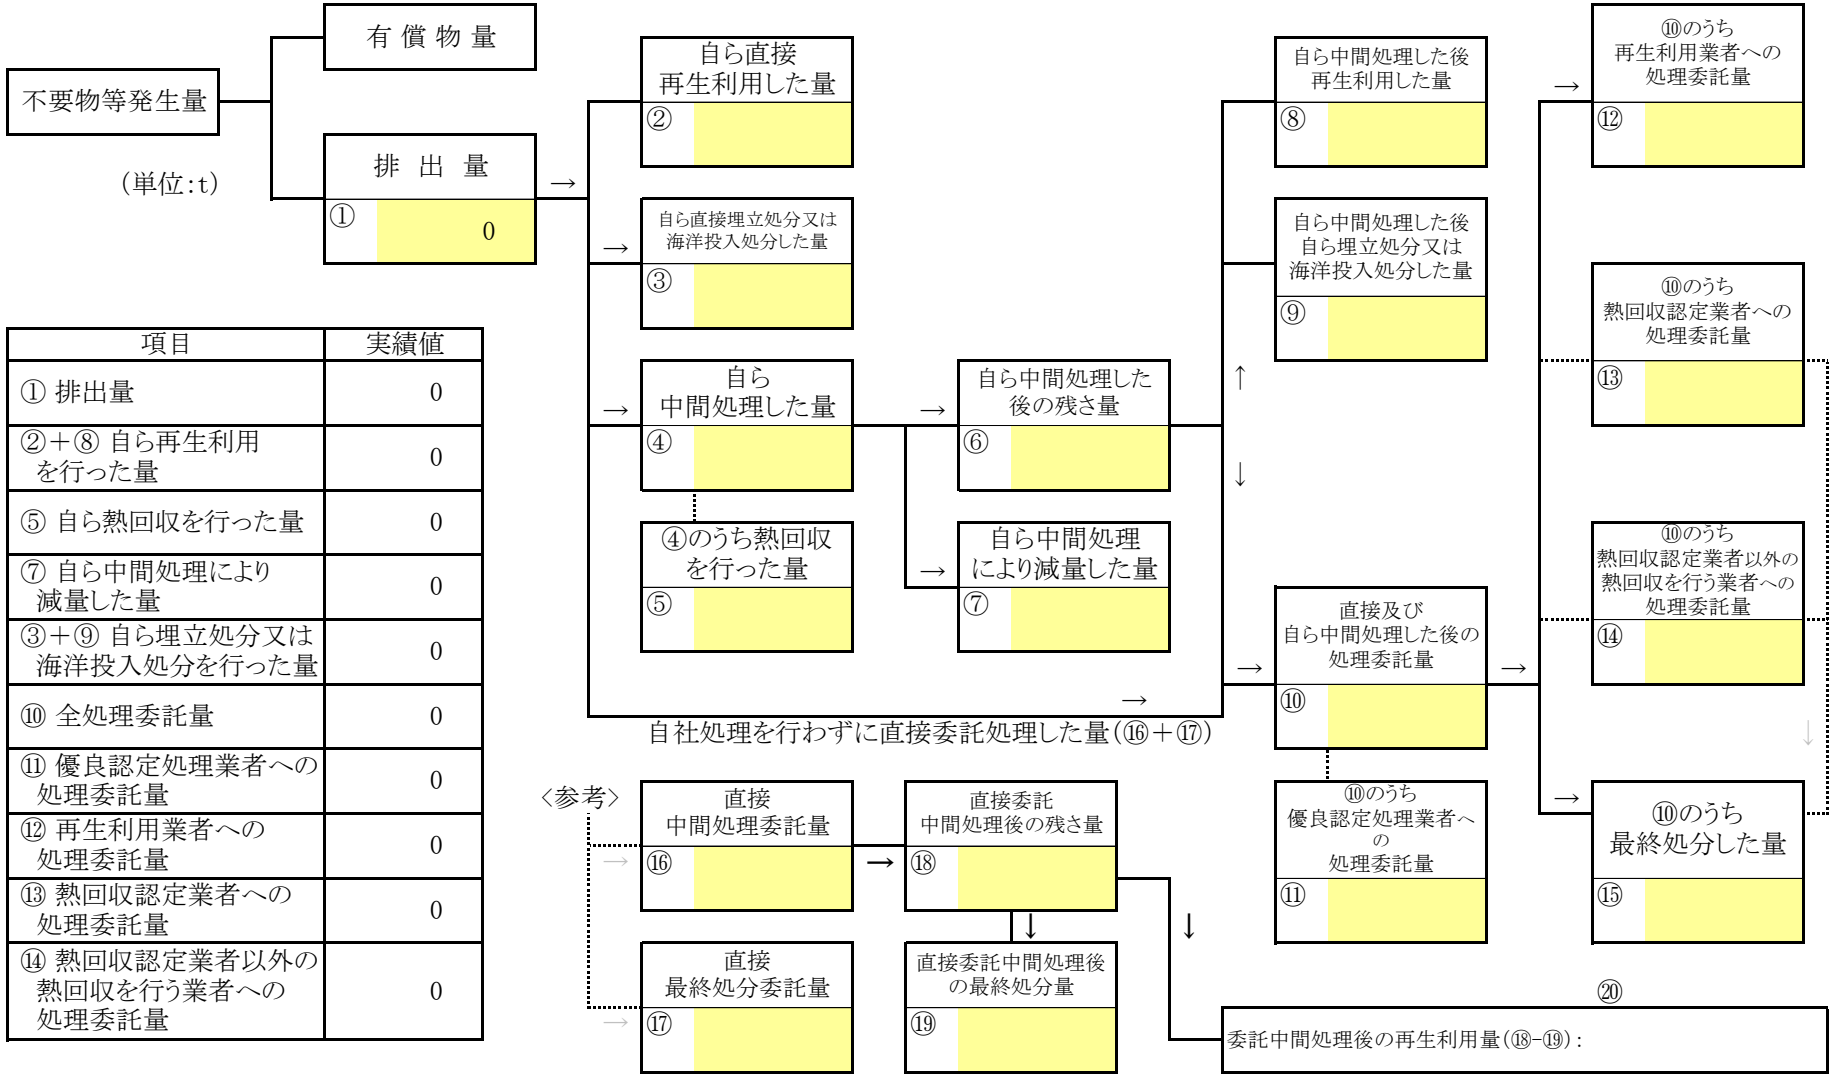 有 償 物 量
不要物等発生量
(単位:t)
排 出 量
→
① 0
自ら直接
再生利用した量
②
→
自ら直接埋立処分又は
海洋投入処分した量
③
→
自ら
中間処理した量
④
④のうち熱回収
を行った量
⑤
→
自ら中間処理した
後の残さ量
⑥
→
自ら中間処理
により減量した量
⑦
自ら中間処理した後
再生利用した量
⑧
自ら中間処理した後
自ら埋立処分又は
海洋投入処分した量
⑨
↑
↓
→
直接及び
自ら中間処理した後の
処理委託量
⑩
→
⑩のうち
優良認定処理業者へ
の
処理委託量
⑪
→
⑩のうち
再生利用業者への
処理委託量
⑫
⑩のうち
熱回収認定業者への
処理委託量
⑬
⑩のうち
熱回収認定業者以外の
熱回収を行う業者への
処理委託量
⑭
↓
→
⑩のうち
最終処分した量
⑮
→
自社処理を行わずに直接委託処理した量(⑯＋⑰)
項目 実績値
① 排出量 0
②＋⑧ 自ら再生利用
を行った量 0
⑤ 自ら熱回収を行った量 0
⑦ 自ら中間処理により
減量した量 0
③＋⑨ 自ら埋立処分又は
海洋投入処分を行った量 0
⑩ 全処理委託量 0
⑪ 優良認定処理業者への
処理委託量 0
⑫ 再生利用業者への
処理委託量 0
⑬ 熱回収認定業者への
処理委託量 0
⑭ 熱回収認定業者以外の
熱回収を行う業者への
処理委託量 0
〈参考〉
→
直接
中間処理委託量
⑯
→
直接委託
中間処理後の残さ量
⑱
↓
↓
→
直接
最終処分委託量
⑰
直接委託中間処理後
の最終処分量
⑲
⑳
委託中間処理後の再生利用量(⑱-⑲):